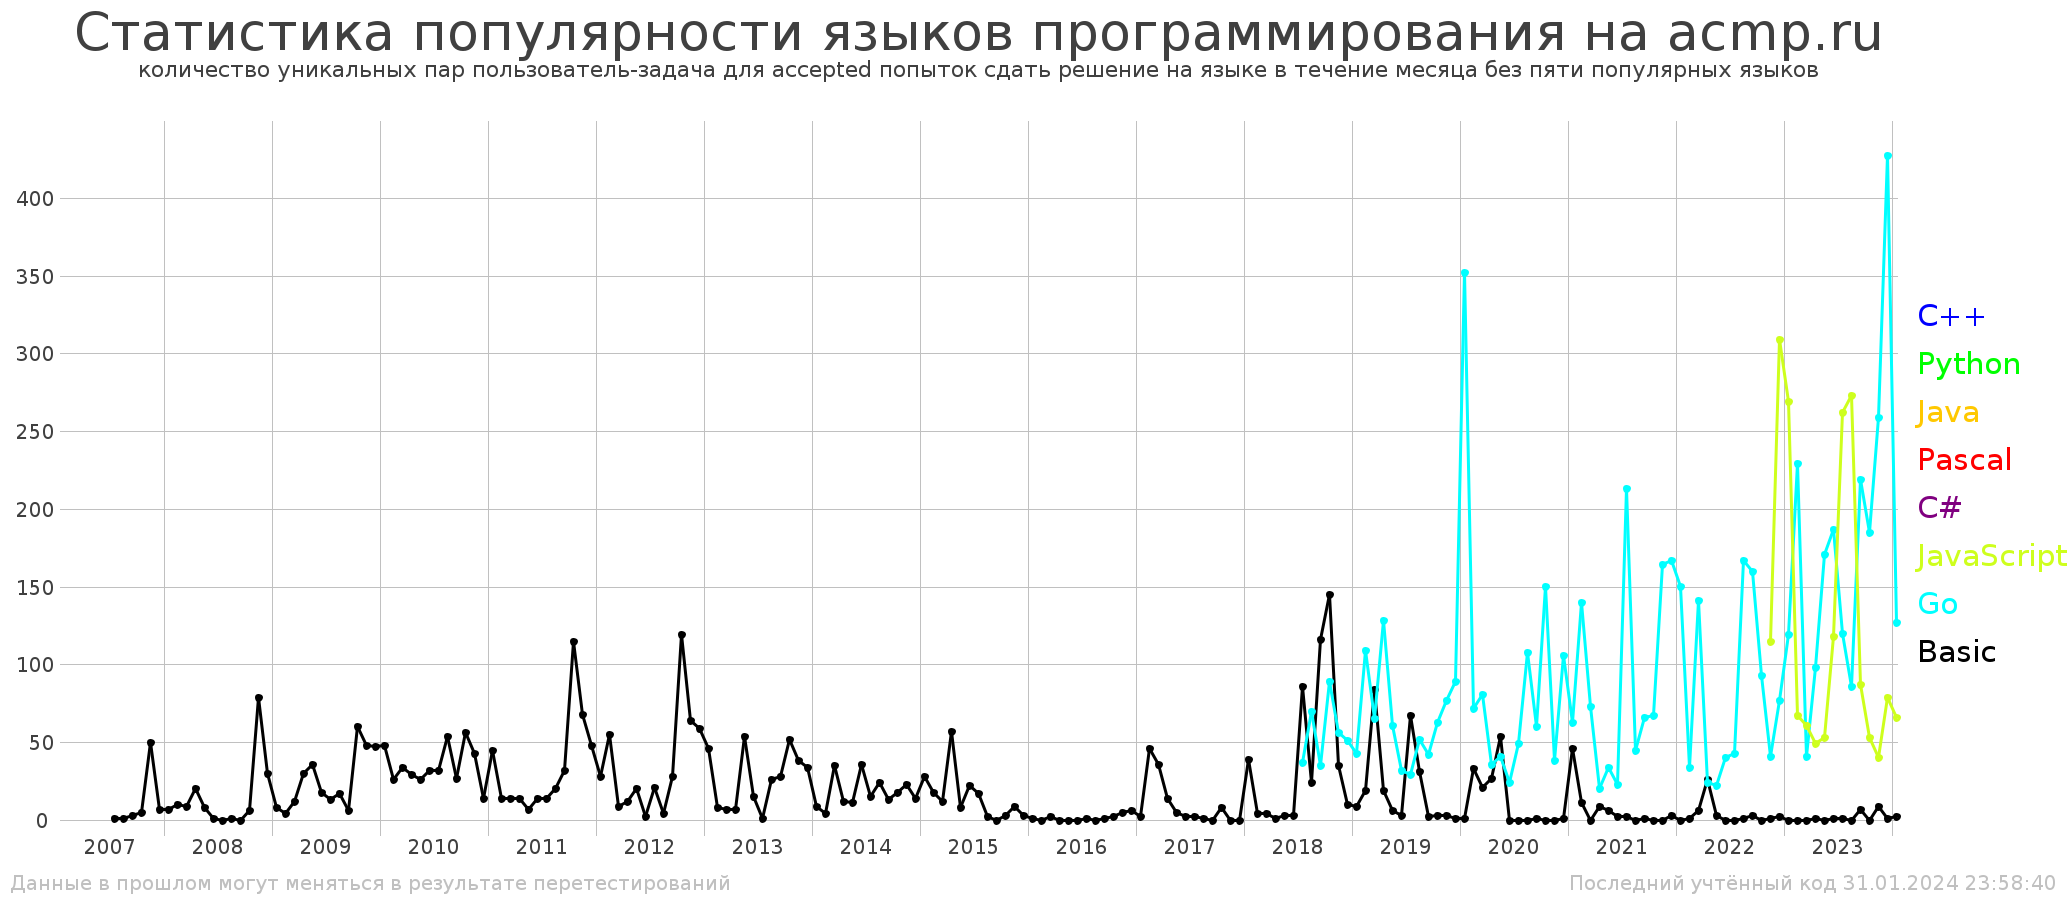 Статистика популярности языков программирования на acmp.ru
количество уникальных пар пользователь-задача для accepted попыток сдать решение на языке в течение месяца без пяти популярных языков
400
350
300
250
200
150
100
50
0
2007 2008 2009 2010 2011 2012 2013 2014 2015 2016 2017 2018 2019 2020 2021 2022 2023
C++
Python
Java
Pascal
C#
JavaScript
Go
Basic
Данные в прошлом могут меняться в результате перетестирований
Последний учтённый код 31.01.2024 23:58:40